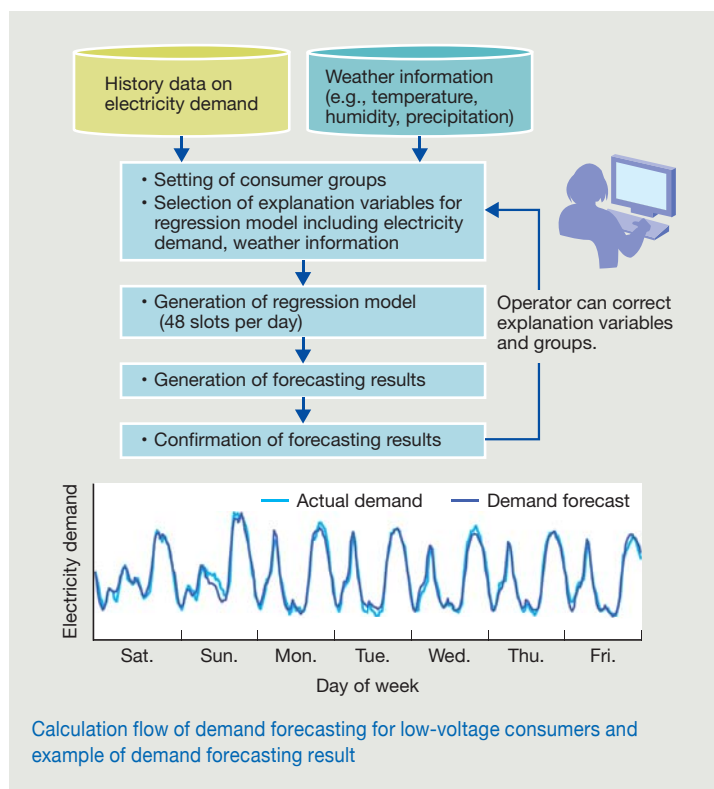 History data on
electricity demand
Weather information
(e.g., temperature,
humidity, precipitation)
・Setting of consumer groups
・Selection of explanation variables for
regression model including electricity
demand, weather information
・Generation of regression model
(48 slots per day)
Operator can correct
explanation variables
and groups.
・Generation of forecasting results
・Confirmation of forecasting results
Actual demand
Demand forecast
Electricity demand
Sat.
Sun.
Mon.
Tue.
Wed.
Thu.
Fri.
Day of week
Calculation flow of demand forecasting for low-voltage consumers and
example of demand forecasting result